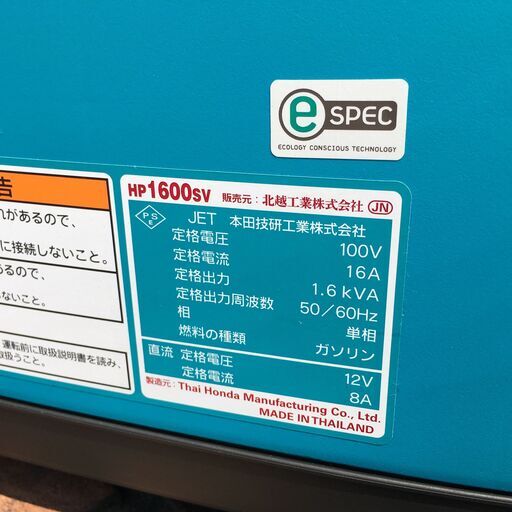 e SPEC
ECOLOGY CONSCIOUS TECHNOLOGY
告
れがあるので、
に接続しないこと。
あるので、
ないこと。
運転前に取扱説明書を読み、
取扱うこと。
HP1600SV 販売元：北越工業株式会社 JN
PSE JET 本田技研工業株式会社
定格電圧 100V
定格電流 16A
定格出力 1.6kVA
定格出力周波数 50／60Hz
相 単相
燃料の種類 ガソリン
直流 定格電圧 12V
定格電流 8A
製造元：Thai Honda Manufacturing Co., Ltd.
MADE IN THAILAND